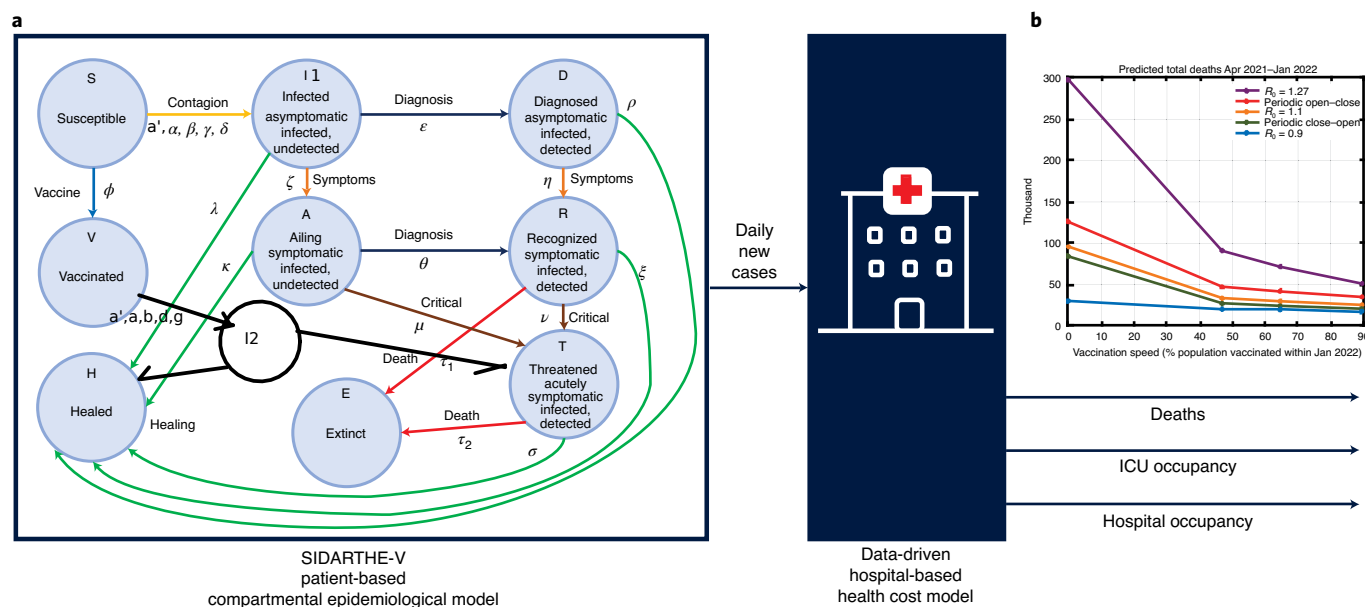 a
S
Susceptible
Contagion
a', α, β, γ, δ
I 1
Infected
asymptomatic
infected,
undetected
Diagnosis
ε
D
Diagnosed
asymptomatic
infected,
detected
ρ
Vaccine
ϕ
λ
ζ
Symptoms
η
Symptoms
V
Vaccinated
κ
A
Ailing
symptomatic
infected,
undetected
Diagnosis
θ
R
Recognized
symptomatic
infected,
detected
ξ
a',a,b,d,g
I2
Critical
μ
ν
Critical
Death
τ1
H
Healed
Healing
E
Extinct
Death
τ2
T
Threatened
acutely
symptomatic
infected,
detected
σ
SIDARTHE-V
patient-based
compartmental epidemiological model
Daily
new
cases
Data-driven
hospital-based
health cost model
b
Predicted total deaths Apr 2021–Jan 2022
R0 = 1.27
Periodic open–close
R0 = 1.1
Periodic close–open
R0 = 0.9
Thousand
300
250
200
150
100
50
0
0 10 20 30 40 50 60 70 80 90
Vaccination speed (% population vaccinated within Jan 2022)
Deaths
ICU occupancy
Hospital occupancy